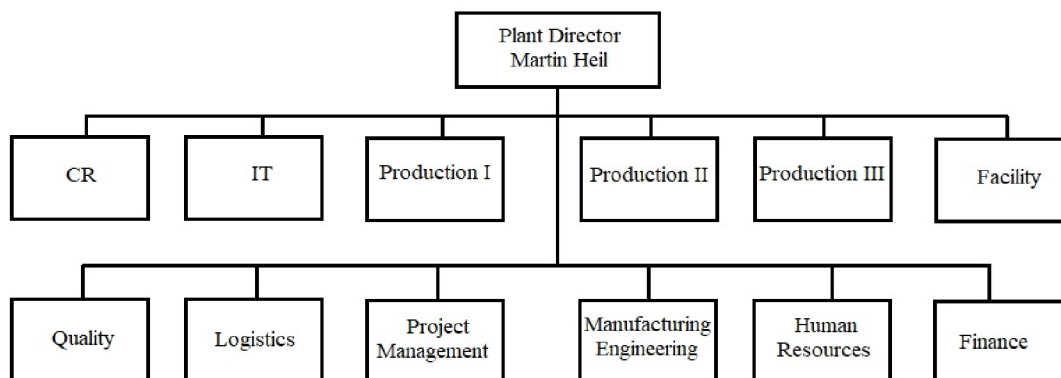 Plant Director
Martin Heil
CR
IT
Production I
Production II
Production III
Facility
Quality
Logistics
Project
Management
Manufacturing
Engineering
Human
Resources
Finance